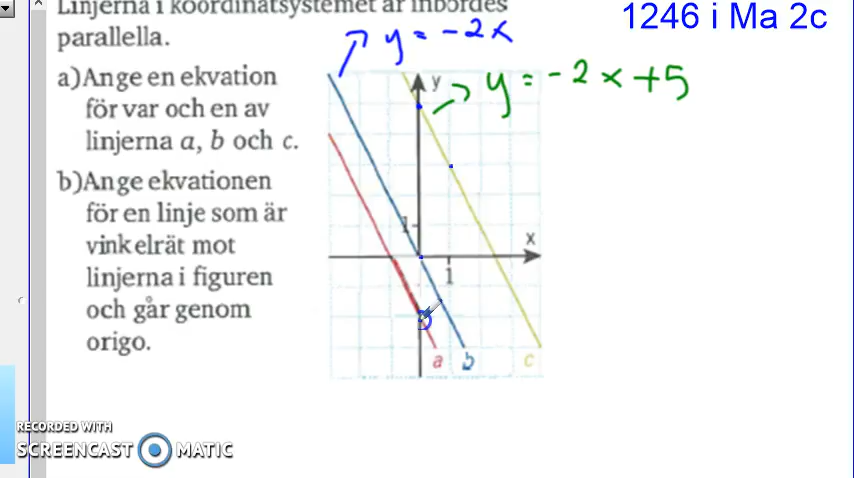 Linjerna i koordinatsystemet är inbördes
parallella.
a) Ange en ekvation
för var och en av
linjerna a, b och c.
b) Ange ekvationen
för en linje som är
vinkelrät mot
linjerna i figuren
och går genom
origo.
1246 i Ma 2c
y = -2x
y = -2x+5
y
1
x
1
a b c
RECORDED WITH
SCREENCAST MATIC